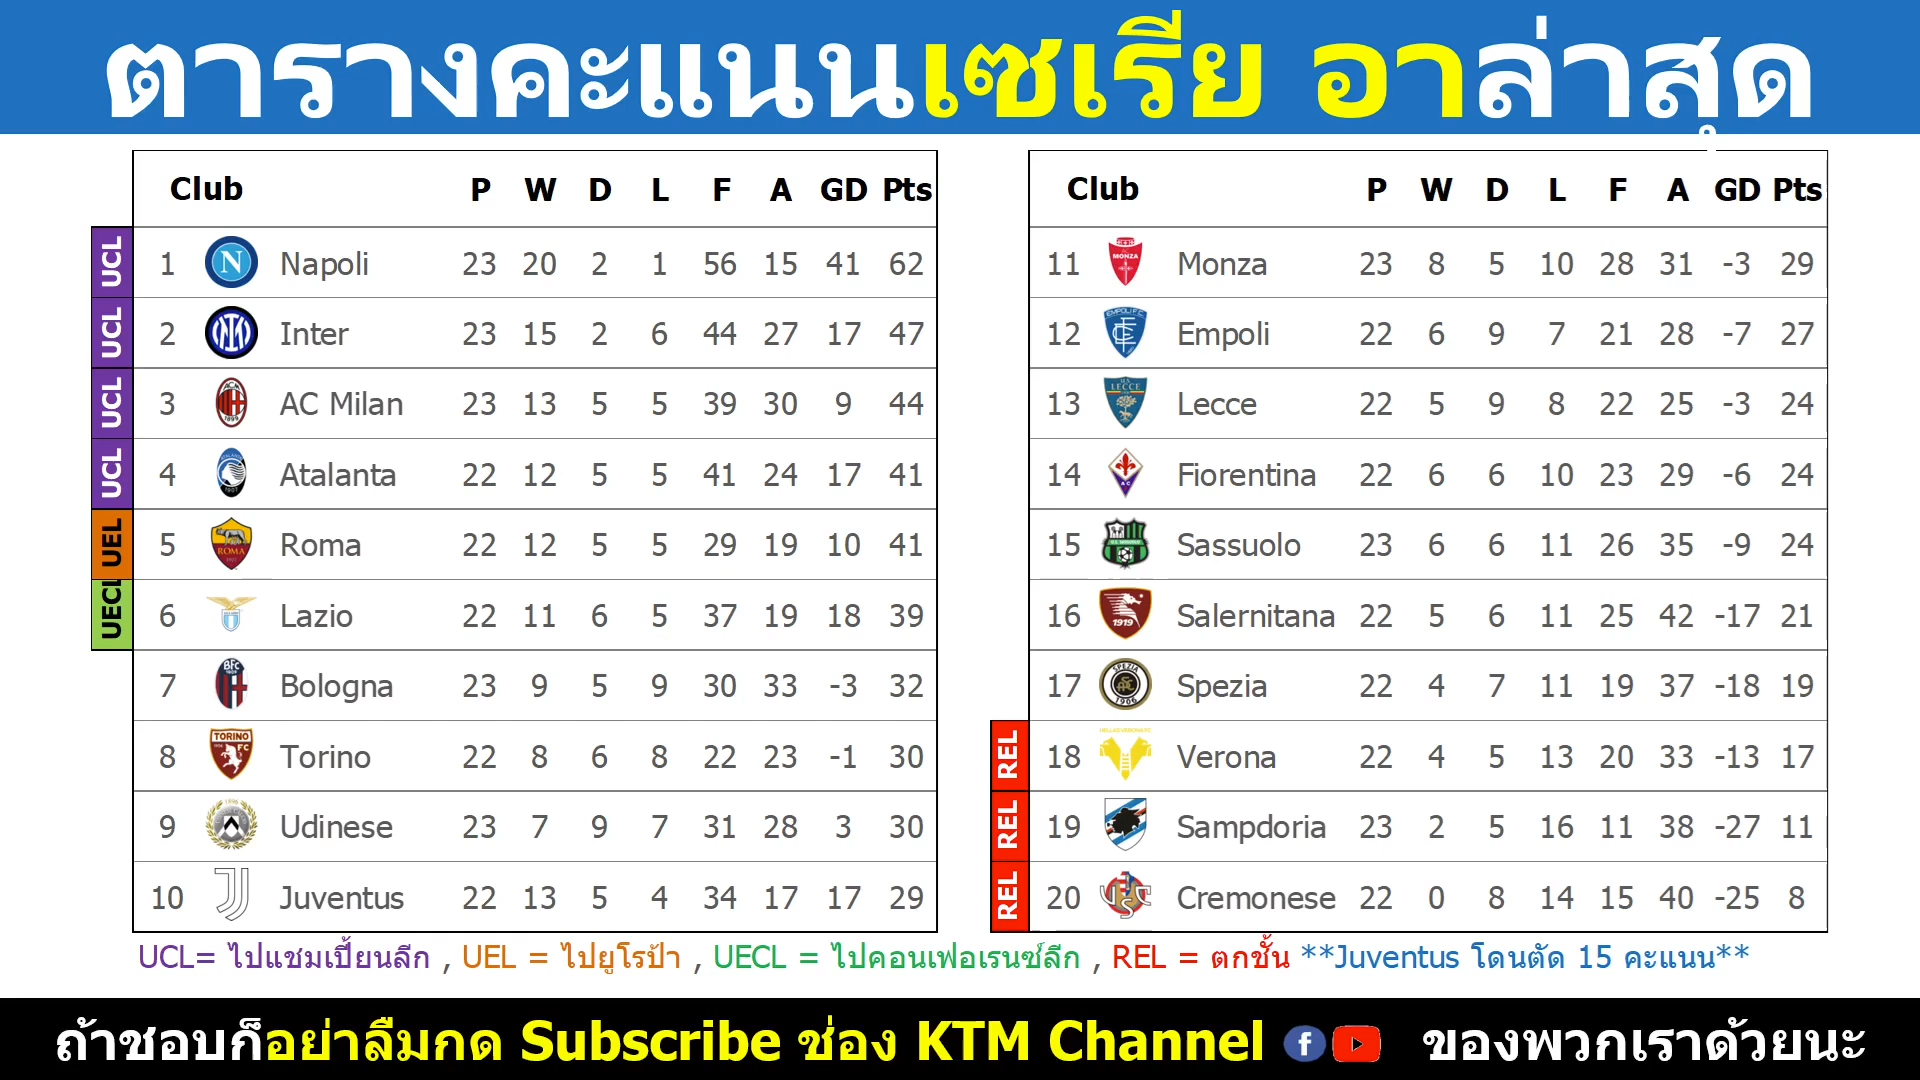 ตารางคะแนนเซเรีย อาล่าสุด
Club P W D L F A GD Pts
UCL 1 Napoli 23 20 2 1 56 15 41 62
UCL 2 Inter 23 15 2 6 44 27 17 47
UCL 3 AC Milan 23 13 5 5 39 30 9 44
UCL 4 Atalanta 22 12 5 5 41 24 17 41
UEL 5 Roma 22 12 5 5 29 19 10 41
UECL 6 Lazio 22 11 6 5 37 19 18 39
7 Bologna 23 9 5 9 30 33 -3 32
8 Torino 22 8 6 8 22 23 -1 30
9 Udinese 23 7 9 7 31 28 3 30
10 Juventus 22 13 5 4 34 17 17 29
Club P W D L F A GD Pts
11 Monza 23 8 5 10 28 31 -3 29
12 Empoli 22 6 9 7 21 28 -7 27
13 Lecce 22 5 9 8 22 25 -3 24
14 Fiorentina 22 6 6 10 23 29 -6 24
15 Sassuolo 23 6 6 11 26 35 -9 24
16 Salernitana 22 5 6 11 25 42 -17 21
17 Spezia 22 4 7 11 19 37 -18 19
REL 18 Verona 22 4 5 13 20 33 -13 17
REL 19 Sampdoria 23 2 5 16 11 38 -27 11
REL 20 Cremonese 22 0 8 14 15 40 -25 8
UCL= ไปแชมเปี้ยนลีก , UEL = ไปยูโรป้า , UECL = ไปคอนเฟอเรนซ์ลีก , REL = ตกชั้น **Juventus โดนตัด 15 คะแนน**
ถ้าชอบก็อย่าลืมกด Subscribe ช่อง KTM Channel ของพวกเราด้วยนะ